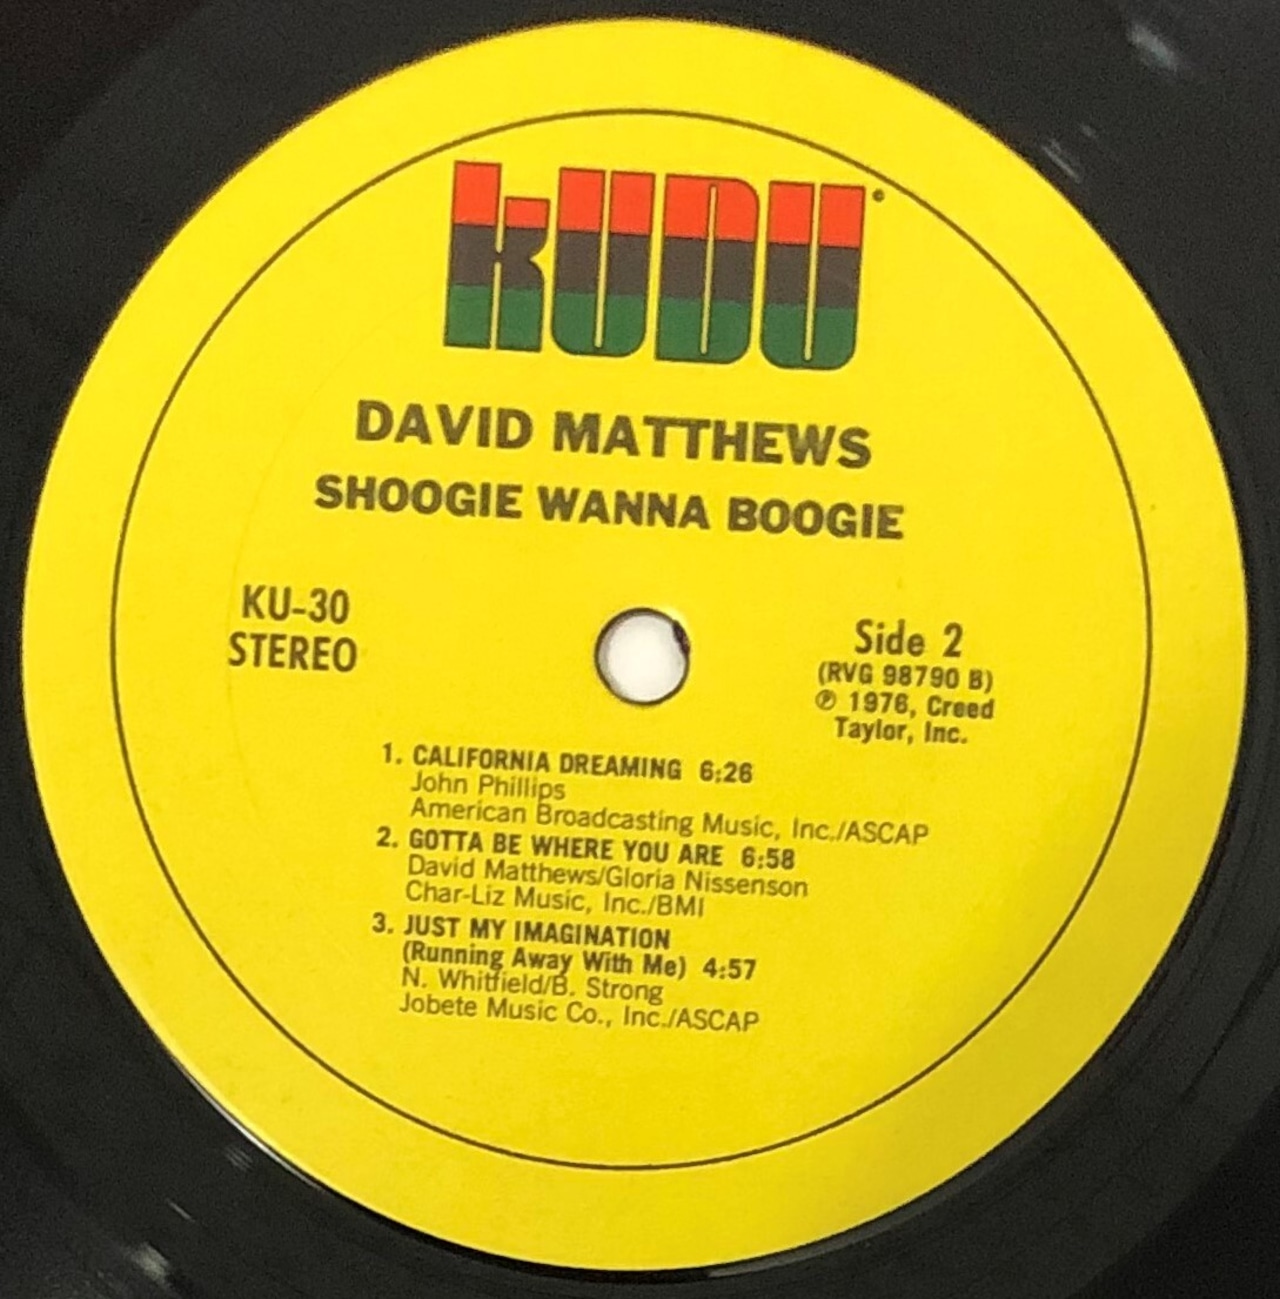 KUDU
DAVID MATTHEWS
SHOOGIE WANNA BOOGIE
KU-30
STEREO
Side 2
(RVG 98790 B)
℗ 1976, Creed
Taylor, Inc.
1. CALIFORNIA DREAMING 6:26
John Phillips
American Broadcasting Music, Inc./ASCAP
2. GOTTA BE WHERE YOU ARE 6:58
David Matthews/Gloria Nissenson
Char-Liz Music, Inc./BMI
3. JUST MY IMAGINATION
(Running Away With Me) 4:57
N. Whitfield/B. Strong
Jobete Music Co., Inc./ASCAP